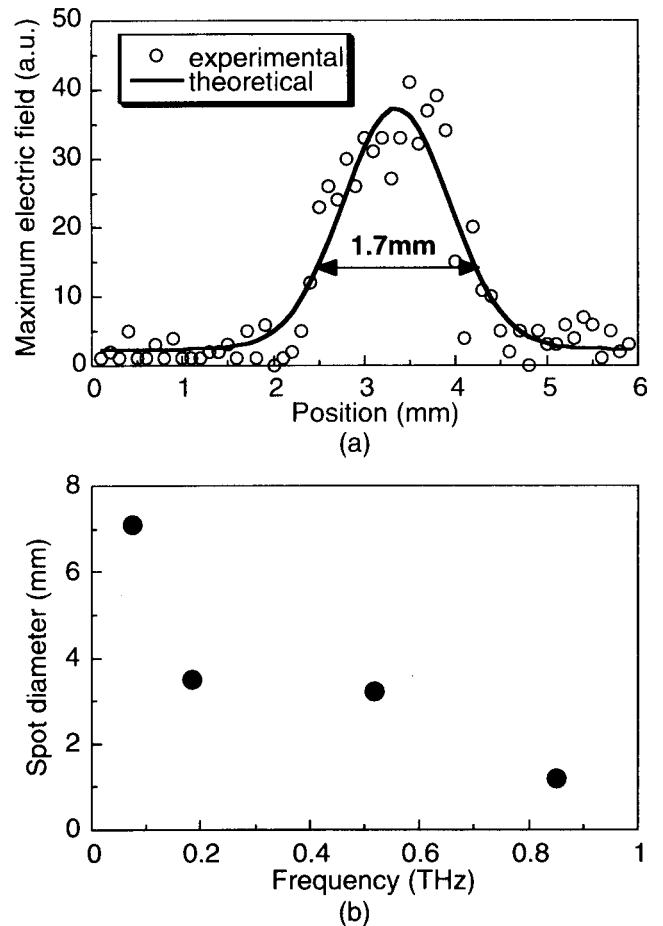 Maximum electric field (a.u.)
50
40
30
20
10
0
experimental
theoretical
1.7mm
0 1 2 3 4 5 6
Position (mm)
(a)
Spot diameter (mm)
8
6
4
2
0
0 0.2 0.4 0.6 0.8 1
Frequency (THz)
(b)